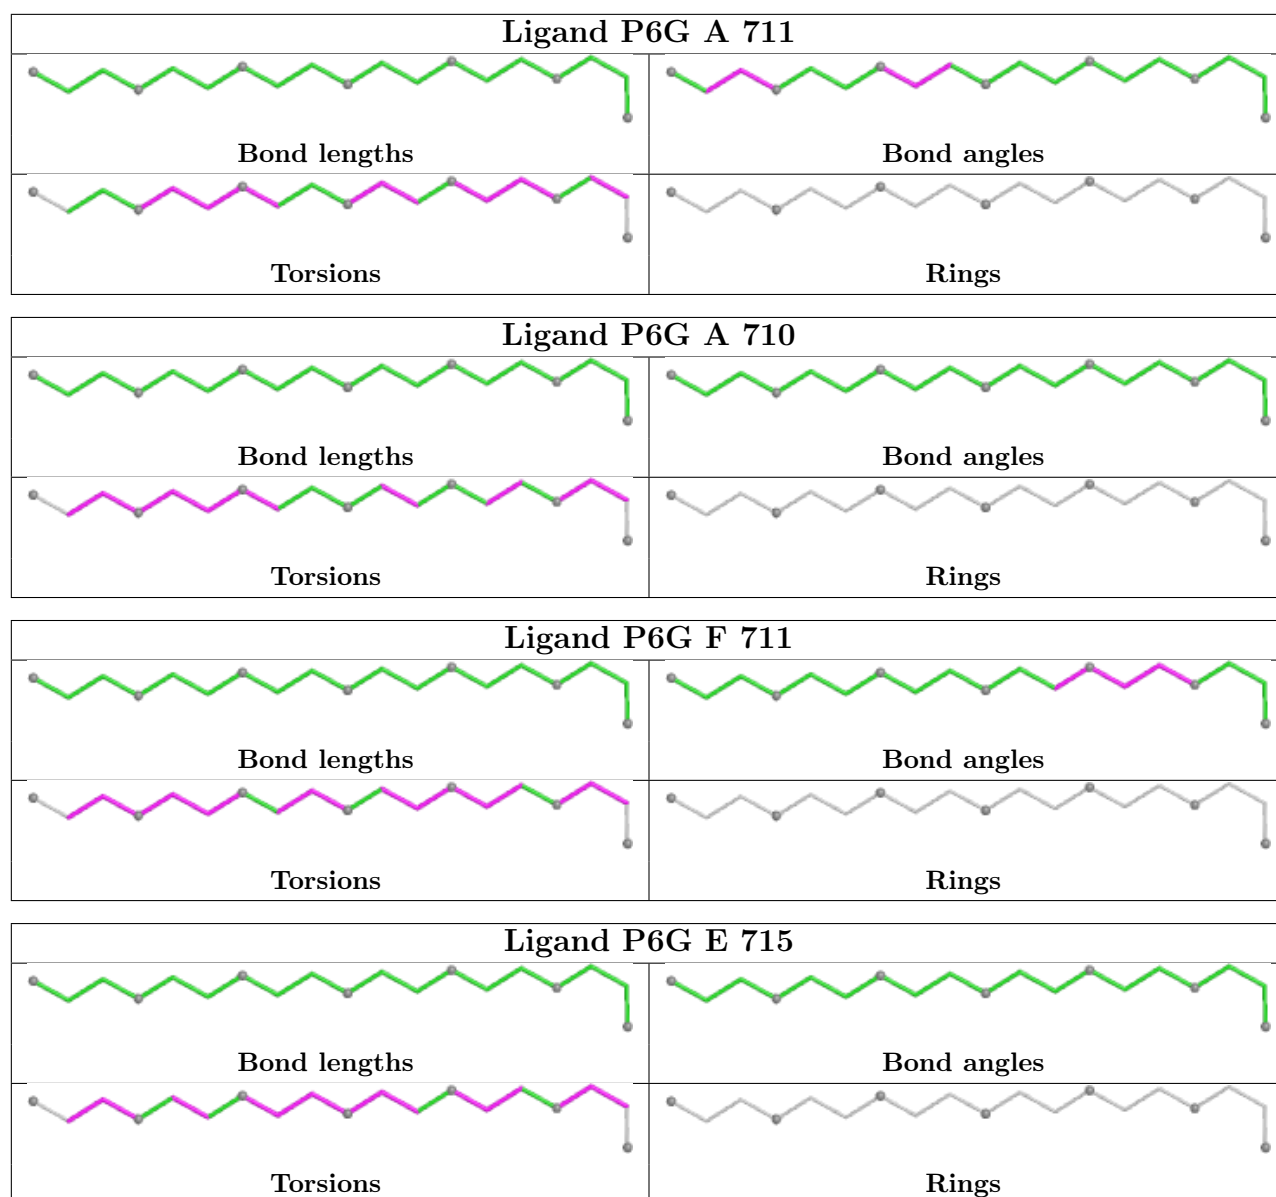 Ligand P6G A 711
Bond lengths
Bond angles
Torsions
Rings
Ligand P6G A 710
Bond lengths
Bond angles
Torsions
Rings
Ligand P6G F 711
Bond lengths
Bond angles
Torsions
Rings
Ligand P6G E 715
Bond lengths
Bond angles
Torsions
Rings